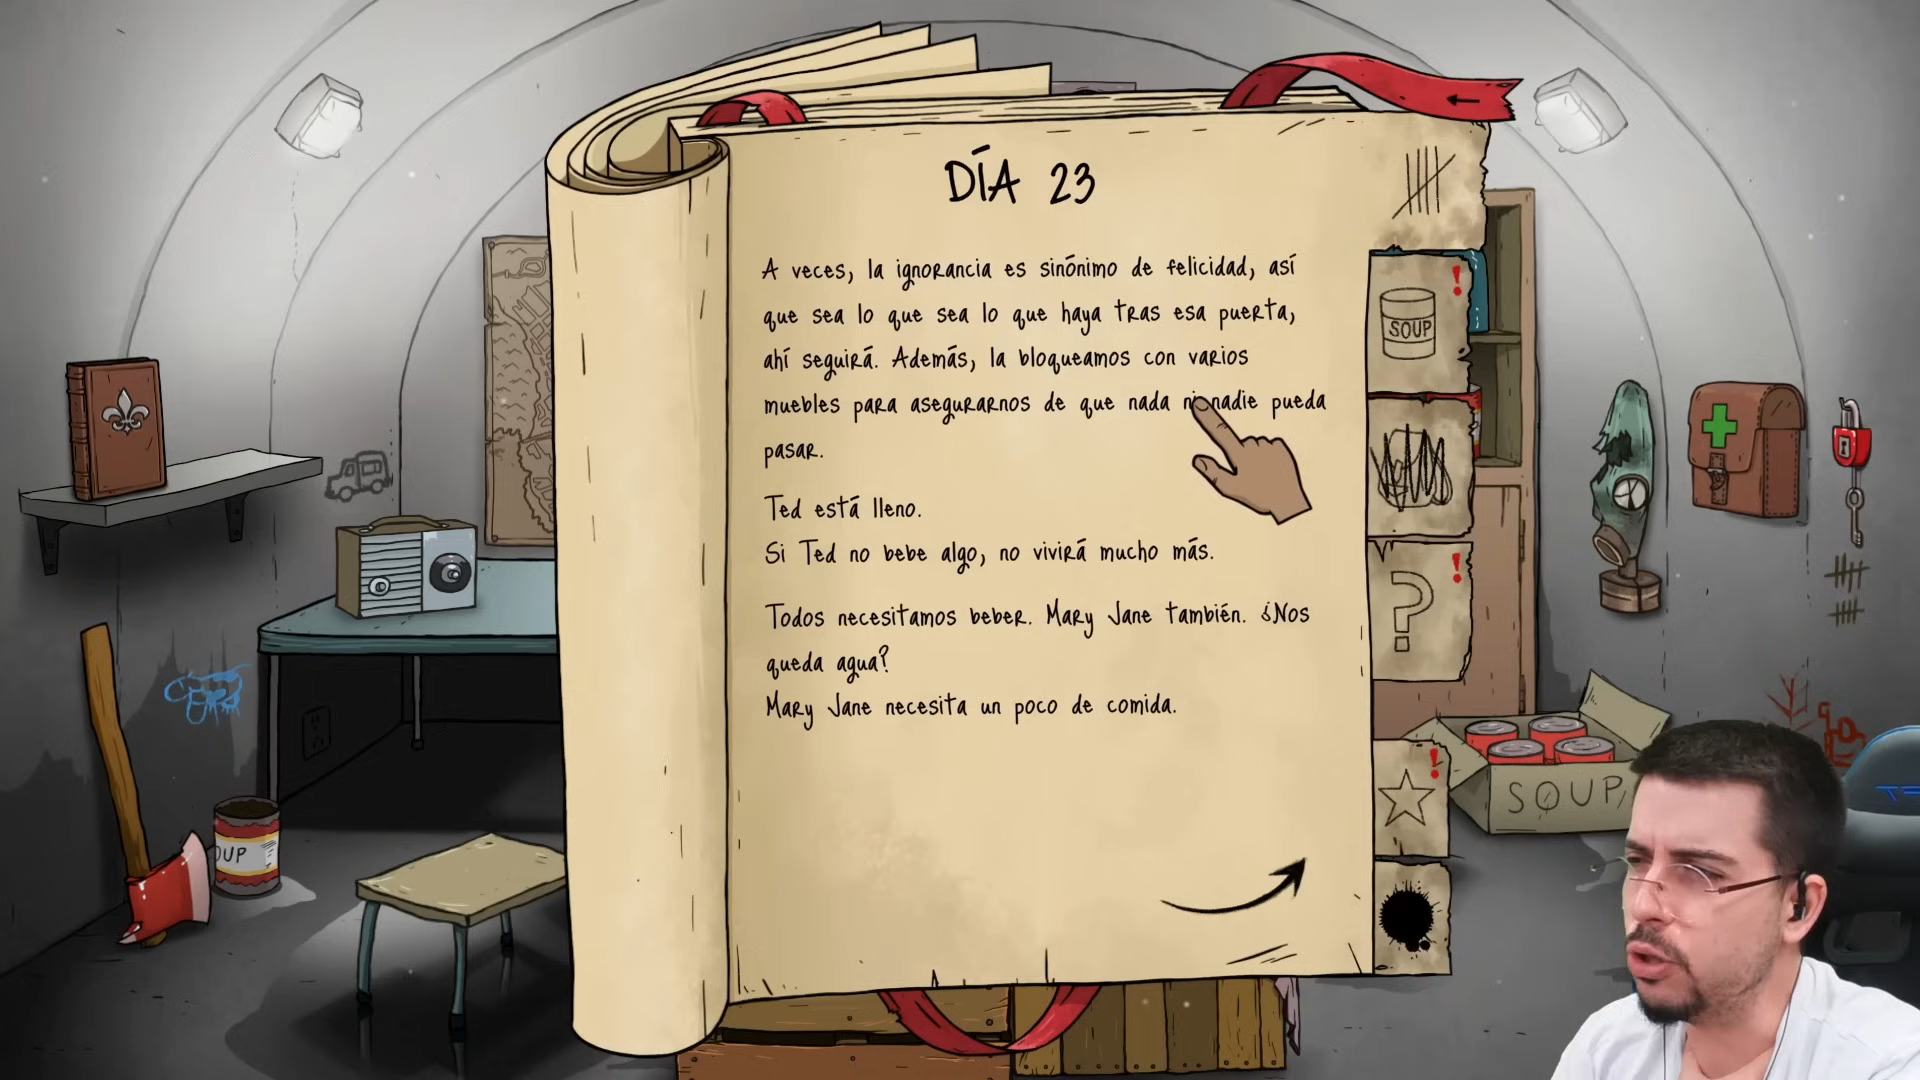 DÍA 23
A veces, la ignorancia es sinónimo de felicidad, así
que sea lo que sea lo que haya tras esa puerta,
ahí seguirá. Además, la bloqueamos con varios
muebles para asegurarnos de que nada ni nadie pueda
pasar.
Ted está lleno.
Si Ted no bebe algo, no vivirá mucho más.
Todos necesitamos beber. Mary Jane también. ¿Nos
queda agua?
Mary Jane necesita un poco de comida.
!
SOUP
?
!
!
OUP
SOUP